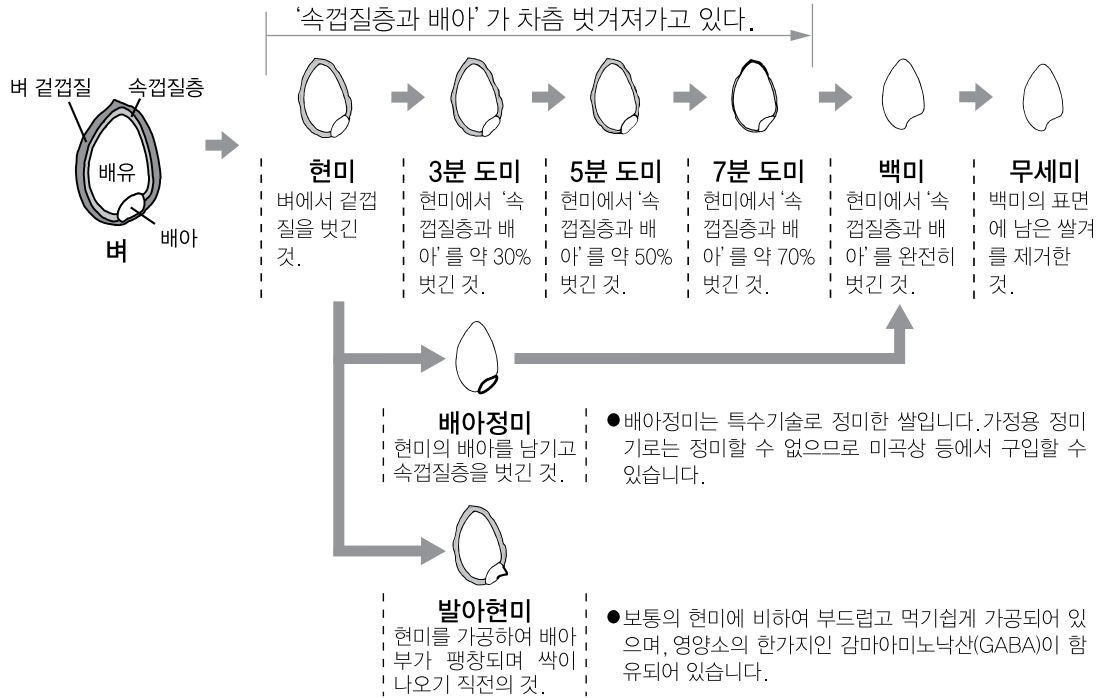 '속껍질층과 배아' 가 차츰 벗겨져가고 있다.
벼 겉껍질
속껍질층
배유
배아
벼
현미
벼에서 겉껍
질을 벗긴
것.
3분 도미
현미에서 '속
껍질층과 배
아' 를 약 30%
벗긴 것.
5분 도미
현미에서 '속
껍질층과 배
아' 를 약 50%
벗긴 것.
7분 도미
현미에서 '속
껍질층과 배
아' 를 약 70%
벗긴 것.
백미
현미에서 '속
껍질층과 배
아' 를 완전히
벗긴 것.
무세미
백미의 표면
에 남은 쌀겨
를 제거한
것.
배아정미
현미의 배아를 남기고
속껍질층을 벗긴 것.
●배아정미는 특수기술로 정미한 쌀입니다.가정용 정미
기로는 정미할 수 없으므로 미곡상 등에서 구입할 수
있습니다.
발아현미
현미를 가공하여 배아
부가 팽창되며 싹이
나오기 직전의 것.
●보통의 현미에 비하여 부드럽고 먹기쉽게 가공되어 있
으며, 영양소의 한가지인 감마아미노낙산(GABA)이 함
유되어 있습니다.